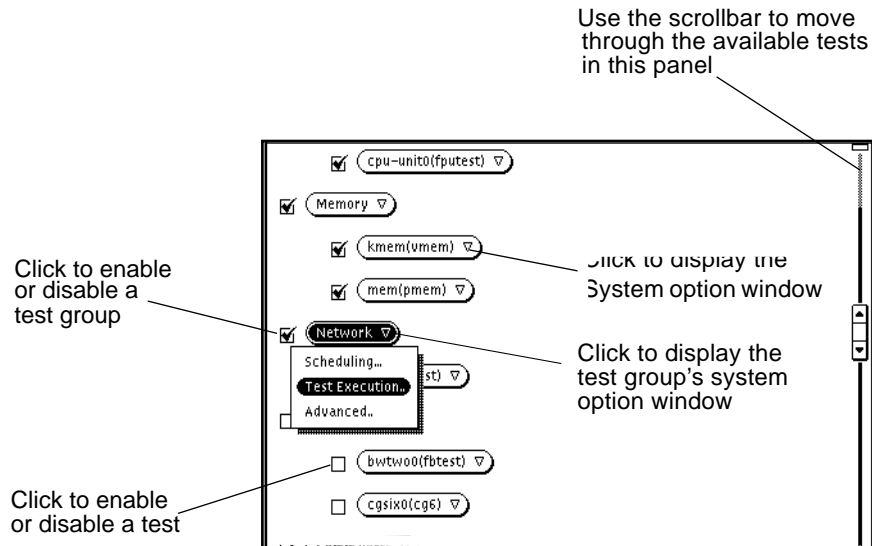 Use the scrollbar to move
through the available tests
in this panel
cpu-unit0(fputest)
Memory
kmem(vmem)
Click to display the
System option window
mem(pmem)
Click to enable
or disable a
test group
Network
Scheduling...
Test Execution..
Advanced..
st)
Click to display the
test group's system
option window
bwtwo0(fbtest)
cgsix0(cg6)
Click to enable
or disable a test